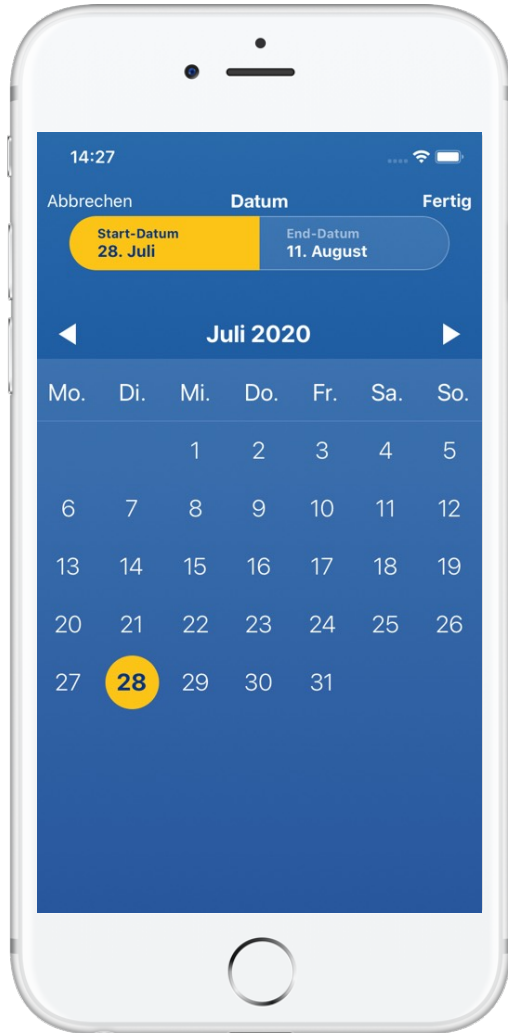 14:27
Abbrechen Datum Fertig
Start-Datum End-Datum
28. Juli 11. August
Juli 2020
Mo. Di. Mi. Do. Fr. Sa. So.
1 2 3 4 5
6 7 8 9 10 11 12
13 14 15 16 17 18 19
20 21 22 23 24 25 26
27 28 29 30 31